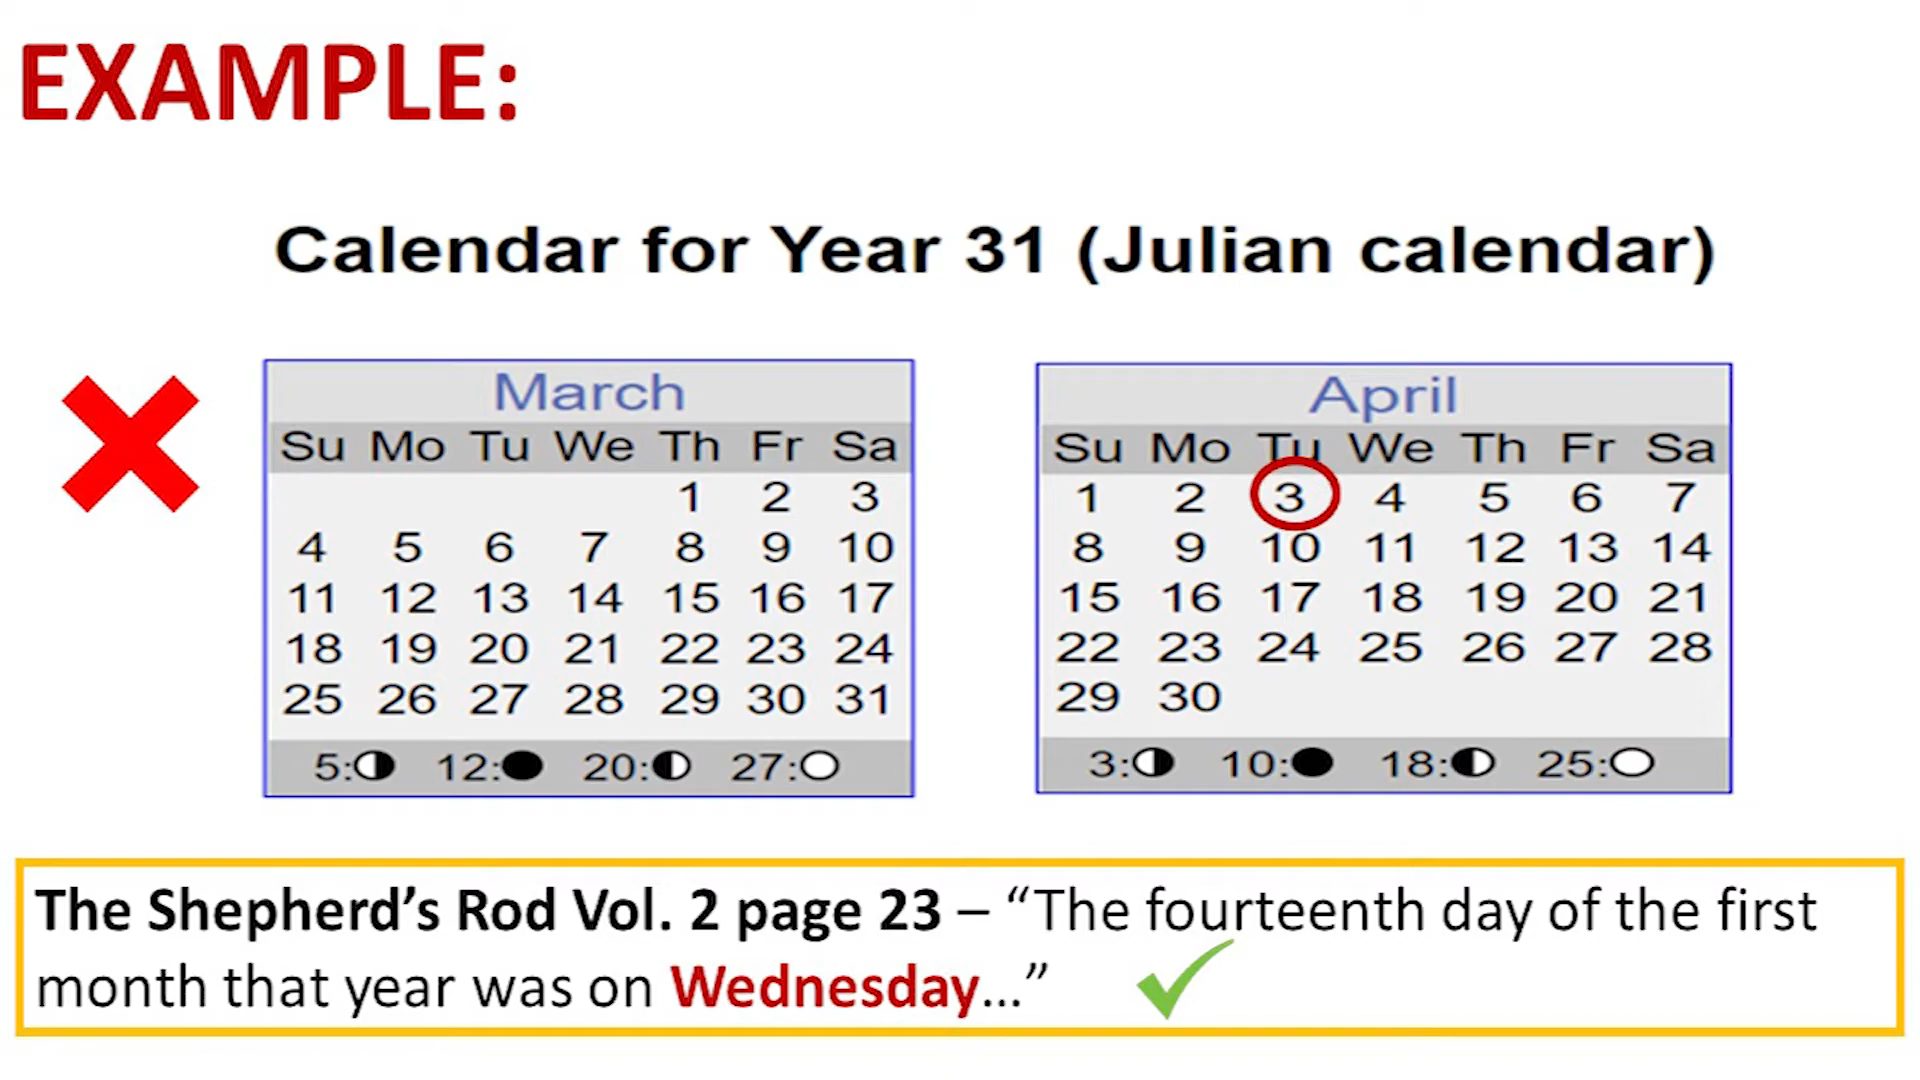 EXAMPLE:
Calendar for Year 31 (Julian calendar)
March
Su Mo Tu We Th Fr Sa
1 2 3
4 5 6 7 8 9 10
11 12 13 14 15 16 17
18 19 20 21 22 23 24
25 26 27 28 29 30 31
5: 12: 20: 27:
April
Su Mo Tu We Th Fr Sa
1 2 3 4 5 6 7
8 9 10 11 12 13 14
15 16 17 18 19 20 21
22 23 24 25 26 27 28
29 30
3: 10: 18: 25:
The Shepherd’s Rod Vol. 2 page 23 – “The fourteenth day of the first
month that year was on Wednesday…”